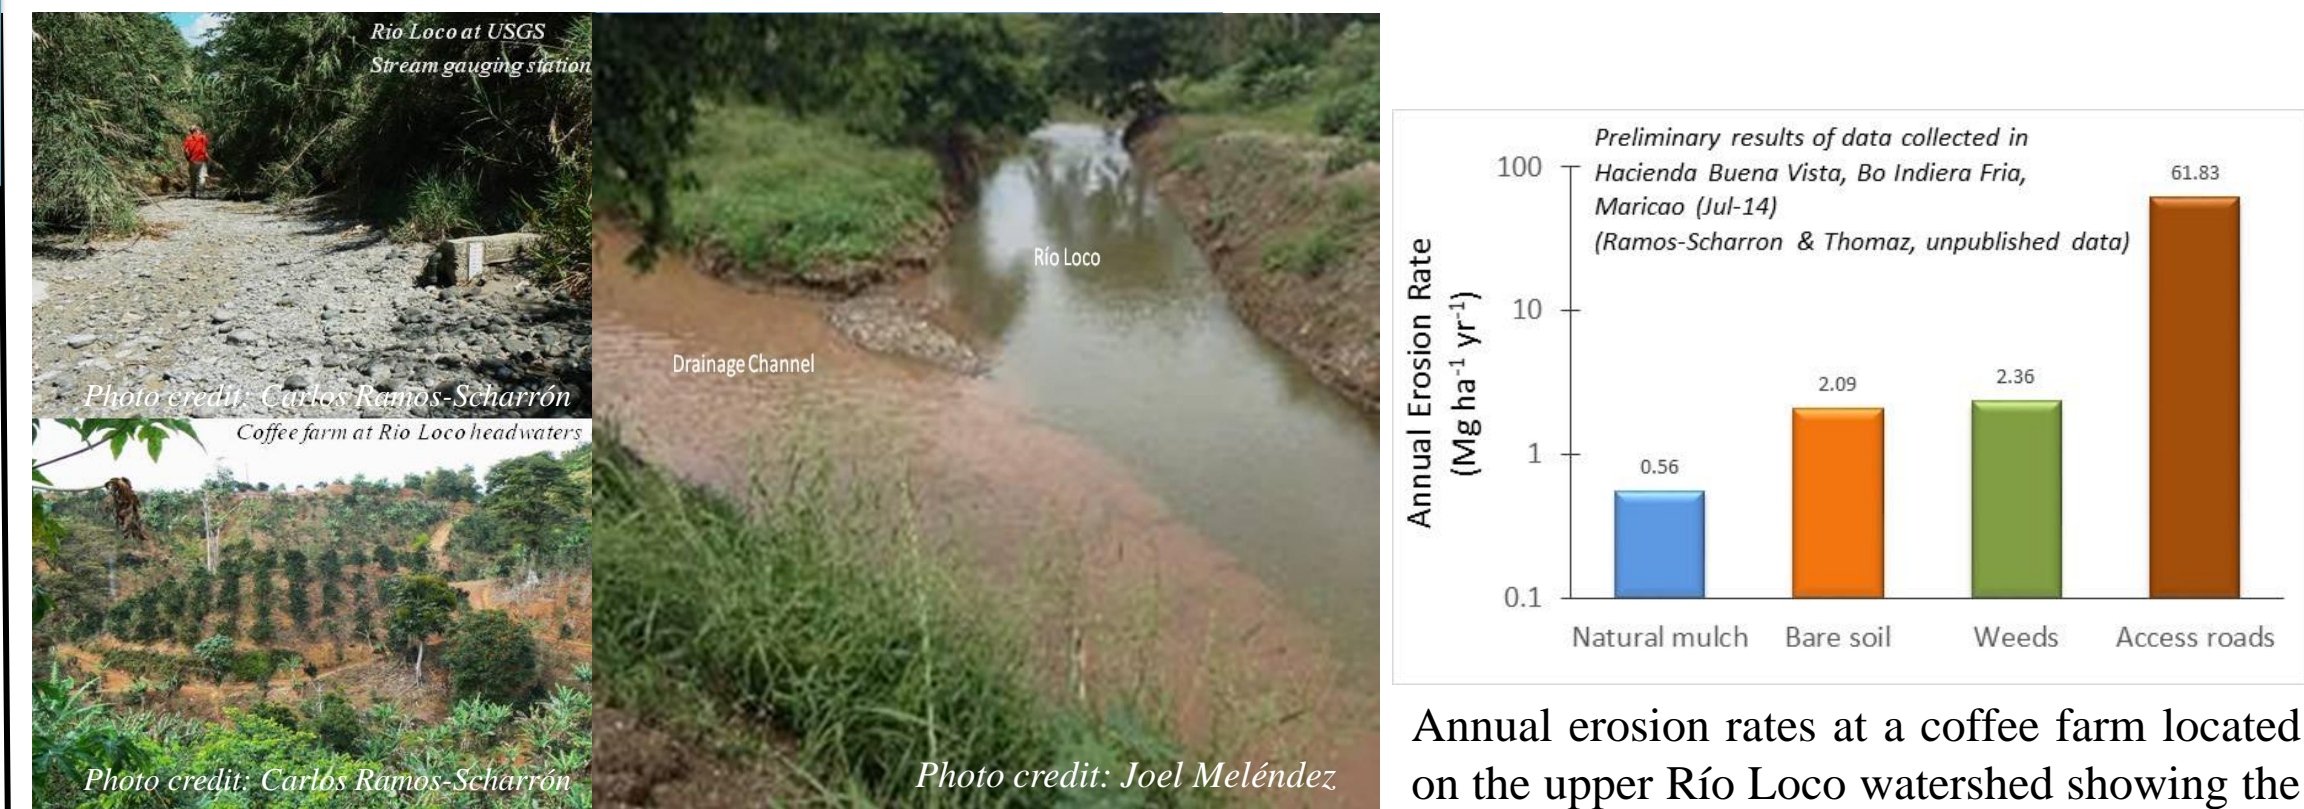 Rio Loco at USGS
Stream gauging station
Photo credit: Carlos Ramos-Scharrón
Coffee farm at Rio Loco headwaters
Photo credit: Carlos Ramos-Scharrón
Río Loco
Drainage Channel
Photo credit: Joel Meléndez
Preliminary results of data collected in
Hacienda Buena Vista, Bo Indiera Fria,
Maricao (Jul-14)
(Ramos-Scharron & Thomaz, unpublished data)
Annual Erosion Rate
(Mg ha⁻¹ yr⁻¹)
100
10
1
0.1
0.56
2.09
2.36
61.83
Natural mulch
Bare soil
Weeds
Access roads
Annual erosion rates at a coffee farm located
on the upper Río Loco watershed showing the